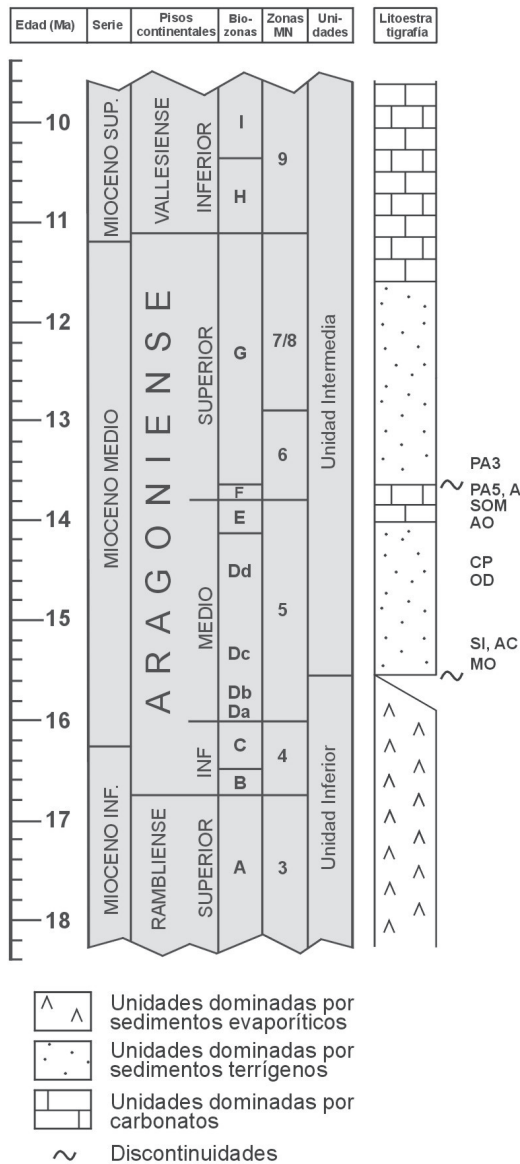 Edad (Ma)
Serie
Pisos
continentales
Bio-
zonas
Zonas
MN
Uni-
dades
Litoestra
tigrafía
10
11
12
13
14
15
16
17
18
MIOCENO SUP.
MIOCENO MEDIO
MIOCENO INF.
VALLESIENSE
INFERIOR
ARAGONIENSE
SUPERIOR
MEDIO
INF
RAMBLIENSE
SUPERIOR
I
H
G
F
E
Dd
Dc
Db
Da
C
B
A
9
7/8
6
5
4
3
Unidad Intermedia
Unidad Inferior
PA3
PA5, A
SOM
AO
CP
OD
SI, AC
MO
Unidades dominadas por
sedimentos evaporíticos
Unidades dominadas por
sedimentos terrígenos
Unidades dominadas por
carbonatos
Discontinuidades